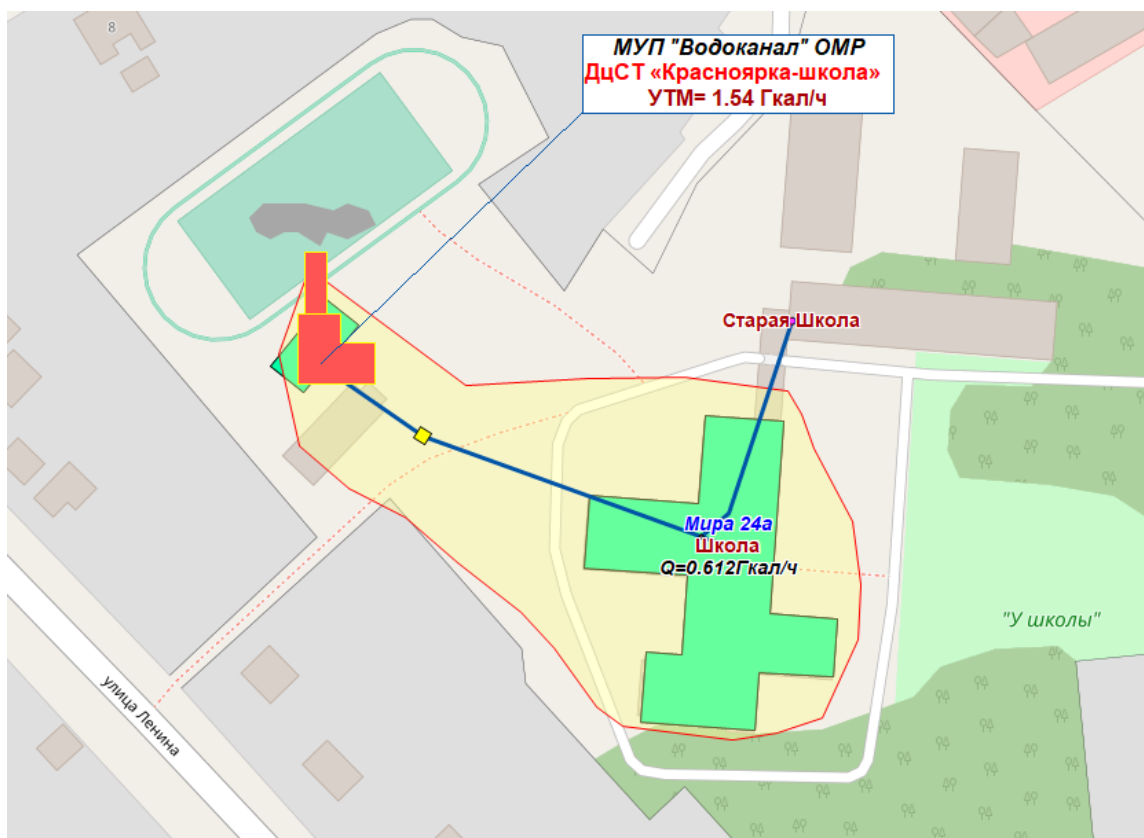 8
МУП "Водоканал" ОМР
ДцСТ «Красноярка-школа»
УТМ= 1.54 Гкал/ч
Старая Школа
Мира 24а
Школа
Q=0.612Гкал/ч
"У школы"
улица Ленина